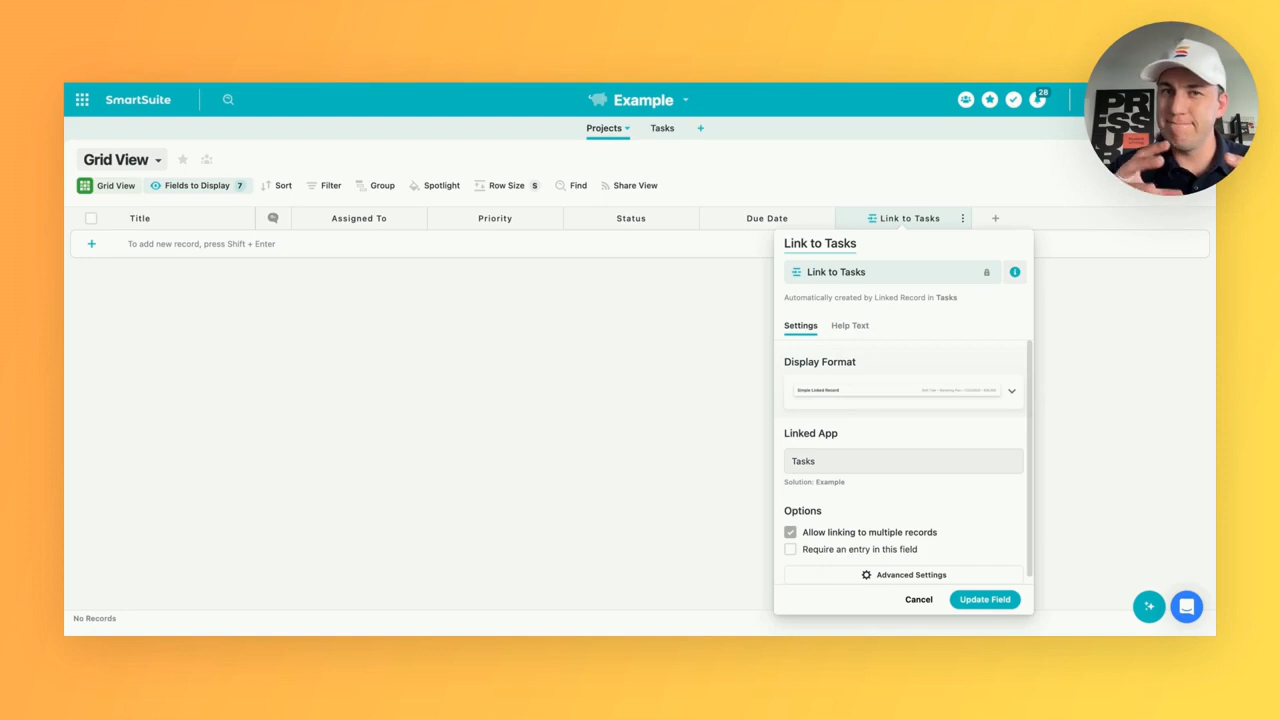 SmartSuite
Example
28
Projects
Tasks
Grid View
Grid View
Fields to Display 7
Sort
Filter
Group
Spotlight
Row Size S
Find
Share View
Title
Assigned To
Priority
Status
Due Date
Link to Tasks
To add new record, press Shift + Enter
Link to Tasks
Link to Tasks
Automatically created by Linked Record in Tasks
Settings
Help Text
Display Format
Simple Linked Record
Linked App
Tasks
Solution: Example
Options
Allow linking to multiple records
Require an entry in this field
Advanced Settings
Cancel
Update Field
No Records
PR
ESS
UR